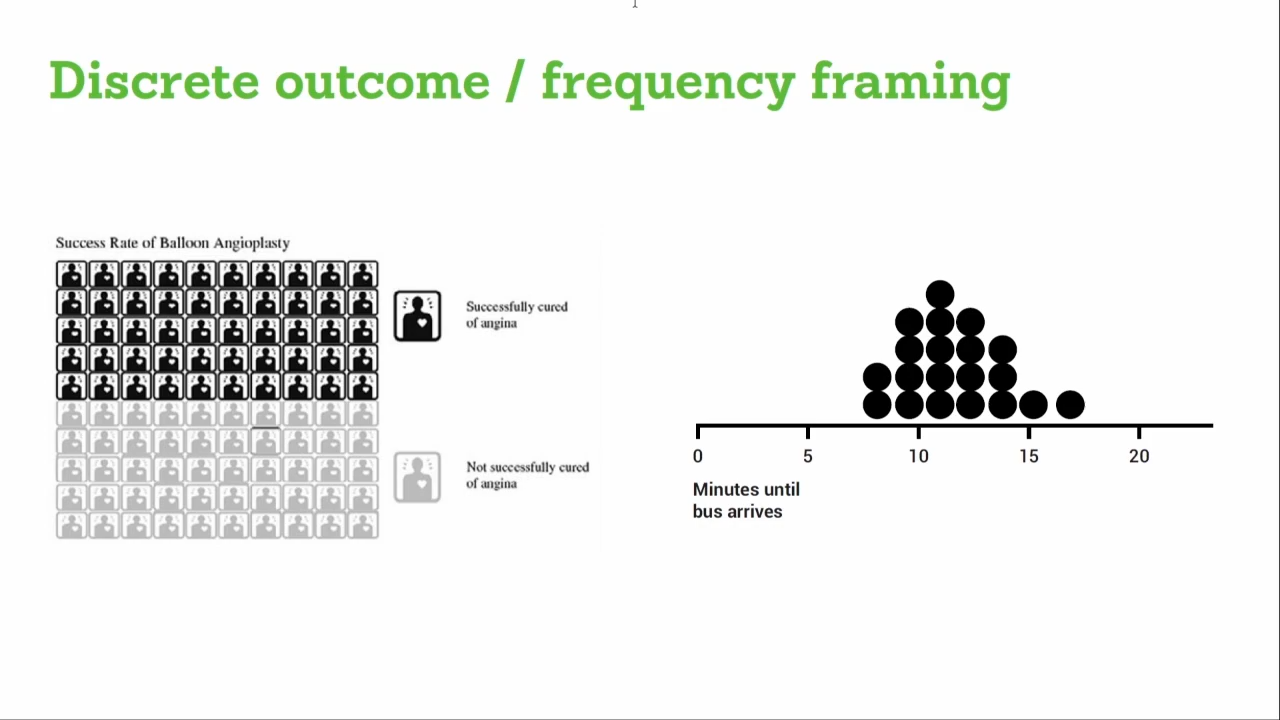 Discrete outcome / frequency framing
Success Rate of Balloon Angioplasty
Successfully cured
of angina
Not successfully cured
of angina
0 5 10 15 20
Minutes until
bus arrives